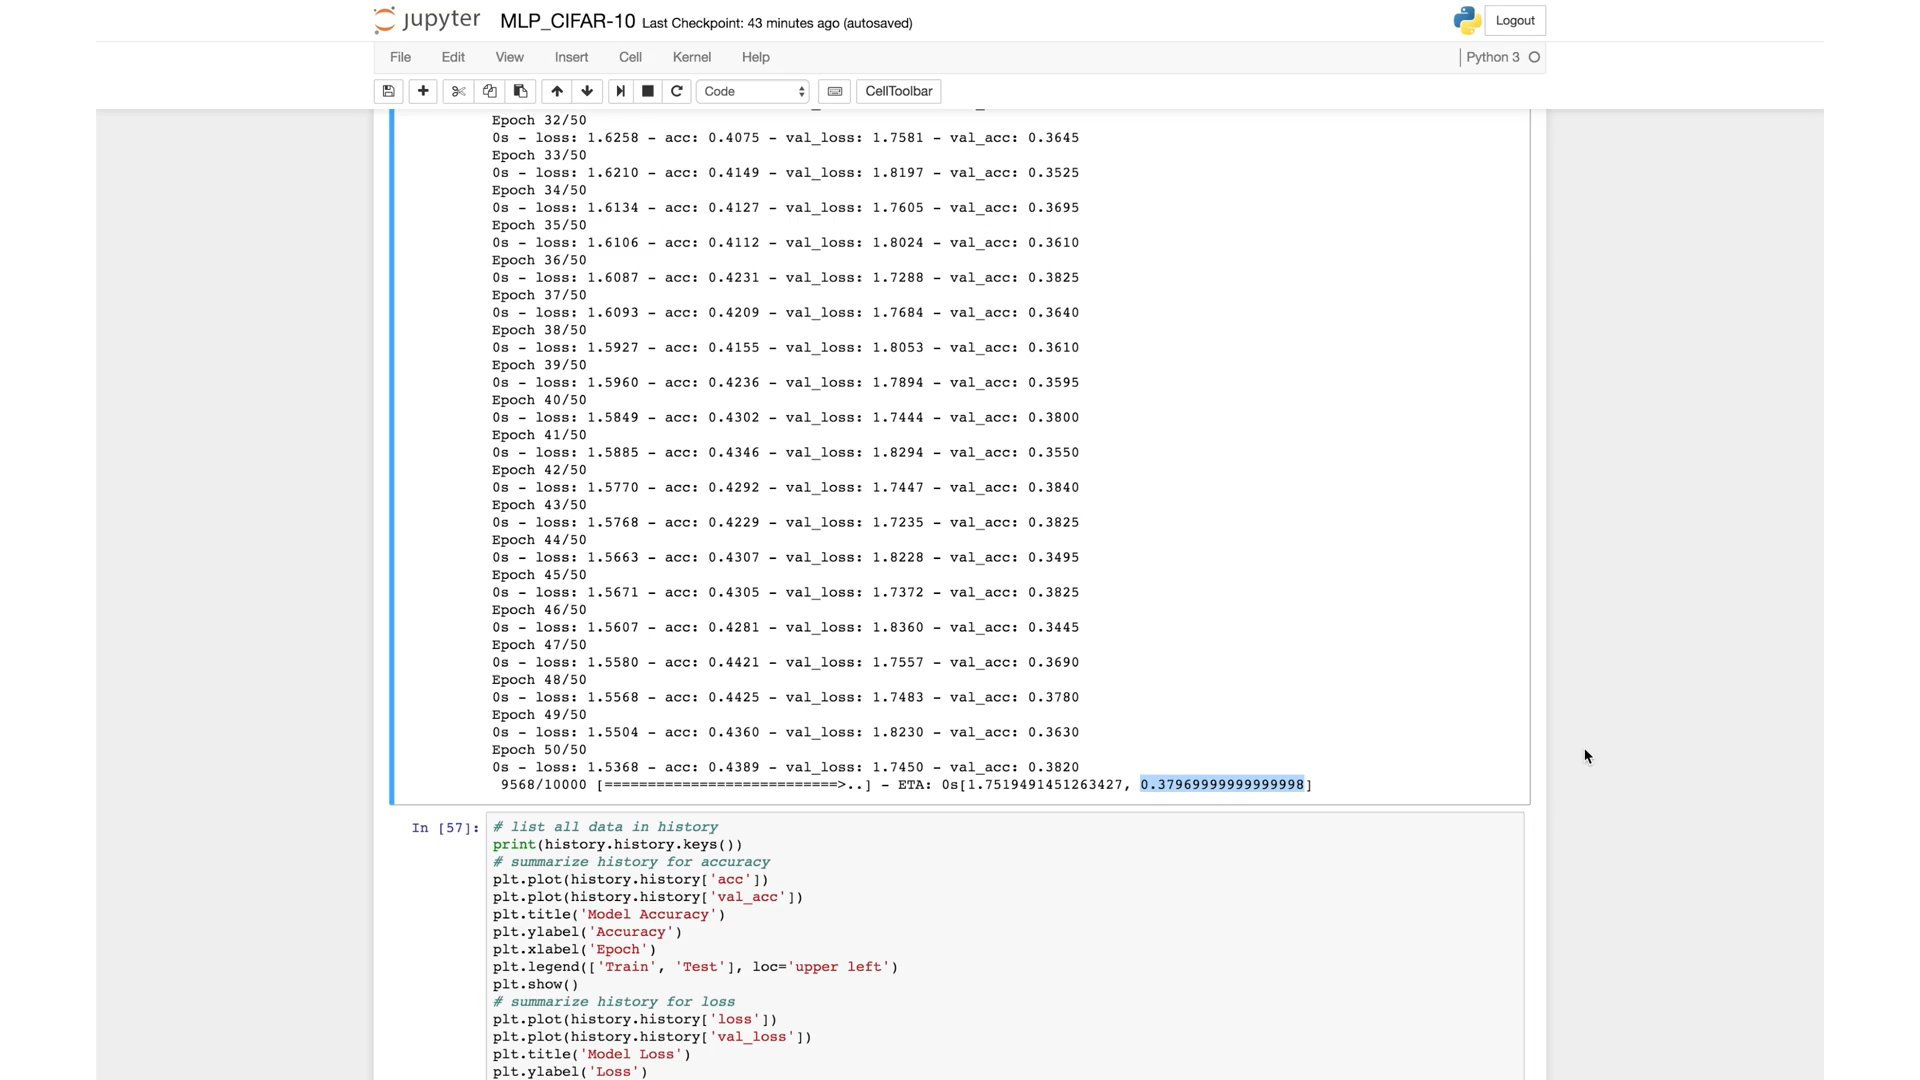 jupyter MLP_CIFAR-10 Last Checkpoint: 43 minutes ago (autosaved)
Logout
File Edit View Insert Cell Kernel Help
Python 3
Code
CellToolbar
Epoch 32/50
0s - loss: 1.6258 - acc: 0.4075 - val_loss: 1.7581 - val_acc: 0.3645
Epoch 33/50
0s - loss: 1.6210 - acc: 0.4149 - val_loss: 1.8197 - val_acc: 0.3525
Epoch 34/50
0s - loss: 1.6134 - acc: 0.4127 - val_loss: 1.7605 - val_acc: 0.3695
Epoch 35/50
0s - loss: 1.6106 - acc: 0.4112 - val_loss: 1.8024 - val_acc: 0.3610
Epoch 36/50
0s - loss: 1.6087 - acc: 0.4231 - val_loss: 1.7288 - val_acc: 0.3825
Epoch 37/50
0s - loss: 1.6093 - acc: 0.4209 - val_loss: 1.7684 - val_acc: 0.3640
Epoch 38/50
0s - loss: 1.5927 - acc: 0.4155 - val_loss: 1.8053 - val_acc: 0.3610
Epoch 39/50
0s - loss: 1.5960 - acc: 0.4236 - val_loss: 1.7894 - val_acc: 0.3595
Epoch 40/50
0s - loss: 1.5849 - acc: 0.4302 - val_loss: 1.7444 - val_acc: 0.3800
Epoch 41/50
0s - loss: 1.5885 - acc: 0.4346 - val_loss: 1.8294 - val_acc: 0.3550
Epoch 42/50
0s - loss: 1.5770 - acc: 0.4292 - val_loss: 1.7447 - val_acc: 0.3840
Epoch 43/50
0s - loss: 1.5768 - acc: 0.4229 - val_loss: 1.7235 - val_acc: 0.3825
Epoch 44/50
0s - loss: 1.5663 - acc: 0.4307 - val_loss: 1.8228 - val_acc: 0.3495
Epoch 45/50
0s - loss: 1.5671 - acc: 0.4305 - val_loss: 1.7372 - val_acc: 0.3825
Epoch 46/50
0s - loss: 1.5607 - acc: 0.4281 - val_loss: 1.8360 - val_acc: 0.3445
Epoch 47/50
0s - loss: 1.5580 - acc: 0.4421 - val_loss: 1.7557 - val_acc: 0.3690
Epoch 48/50
0s - loss: 1.5568 - acc: 0.4425 - val_loss: 1.7483 - val_acc: 0.3780
Epoch 49/50
0s - loss: 1.5504 - acc: 0.4360 - val_loss: 1.8230 - val_acc: 0.3630
Epoch 50/50
0s - loss: 1.5368 - acc: 0.4389 - val_loss: 1.7450 - val_acc: 0.3820
9568/10000 [===========================>..] - ETA: 0s[1.7519491451263427, 0.37969999999999998]
In [57]: # list all data in history
print(history.history.keys())
# summarize history for accuracy
plt.plot(history.history['acc'])
plt.plot(history.history['val_acc'])
plt.title('Model Accuracy')
plt.ylabel('Accuracy')
plt.xlabel('Epoch')
plt.legend(['Train', 'Test'], loc='upper left')
plt.show()
# summarize history for loss
plt.plot(history.history['loss'])
plt.plot(history.history['val_loss'])
plt.title('Model Loss')
plt.ylabel('Loss')